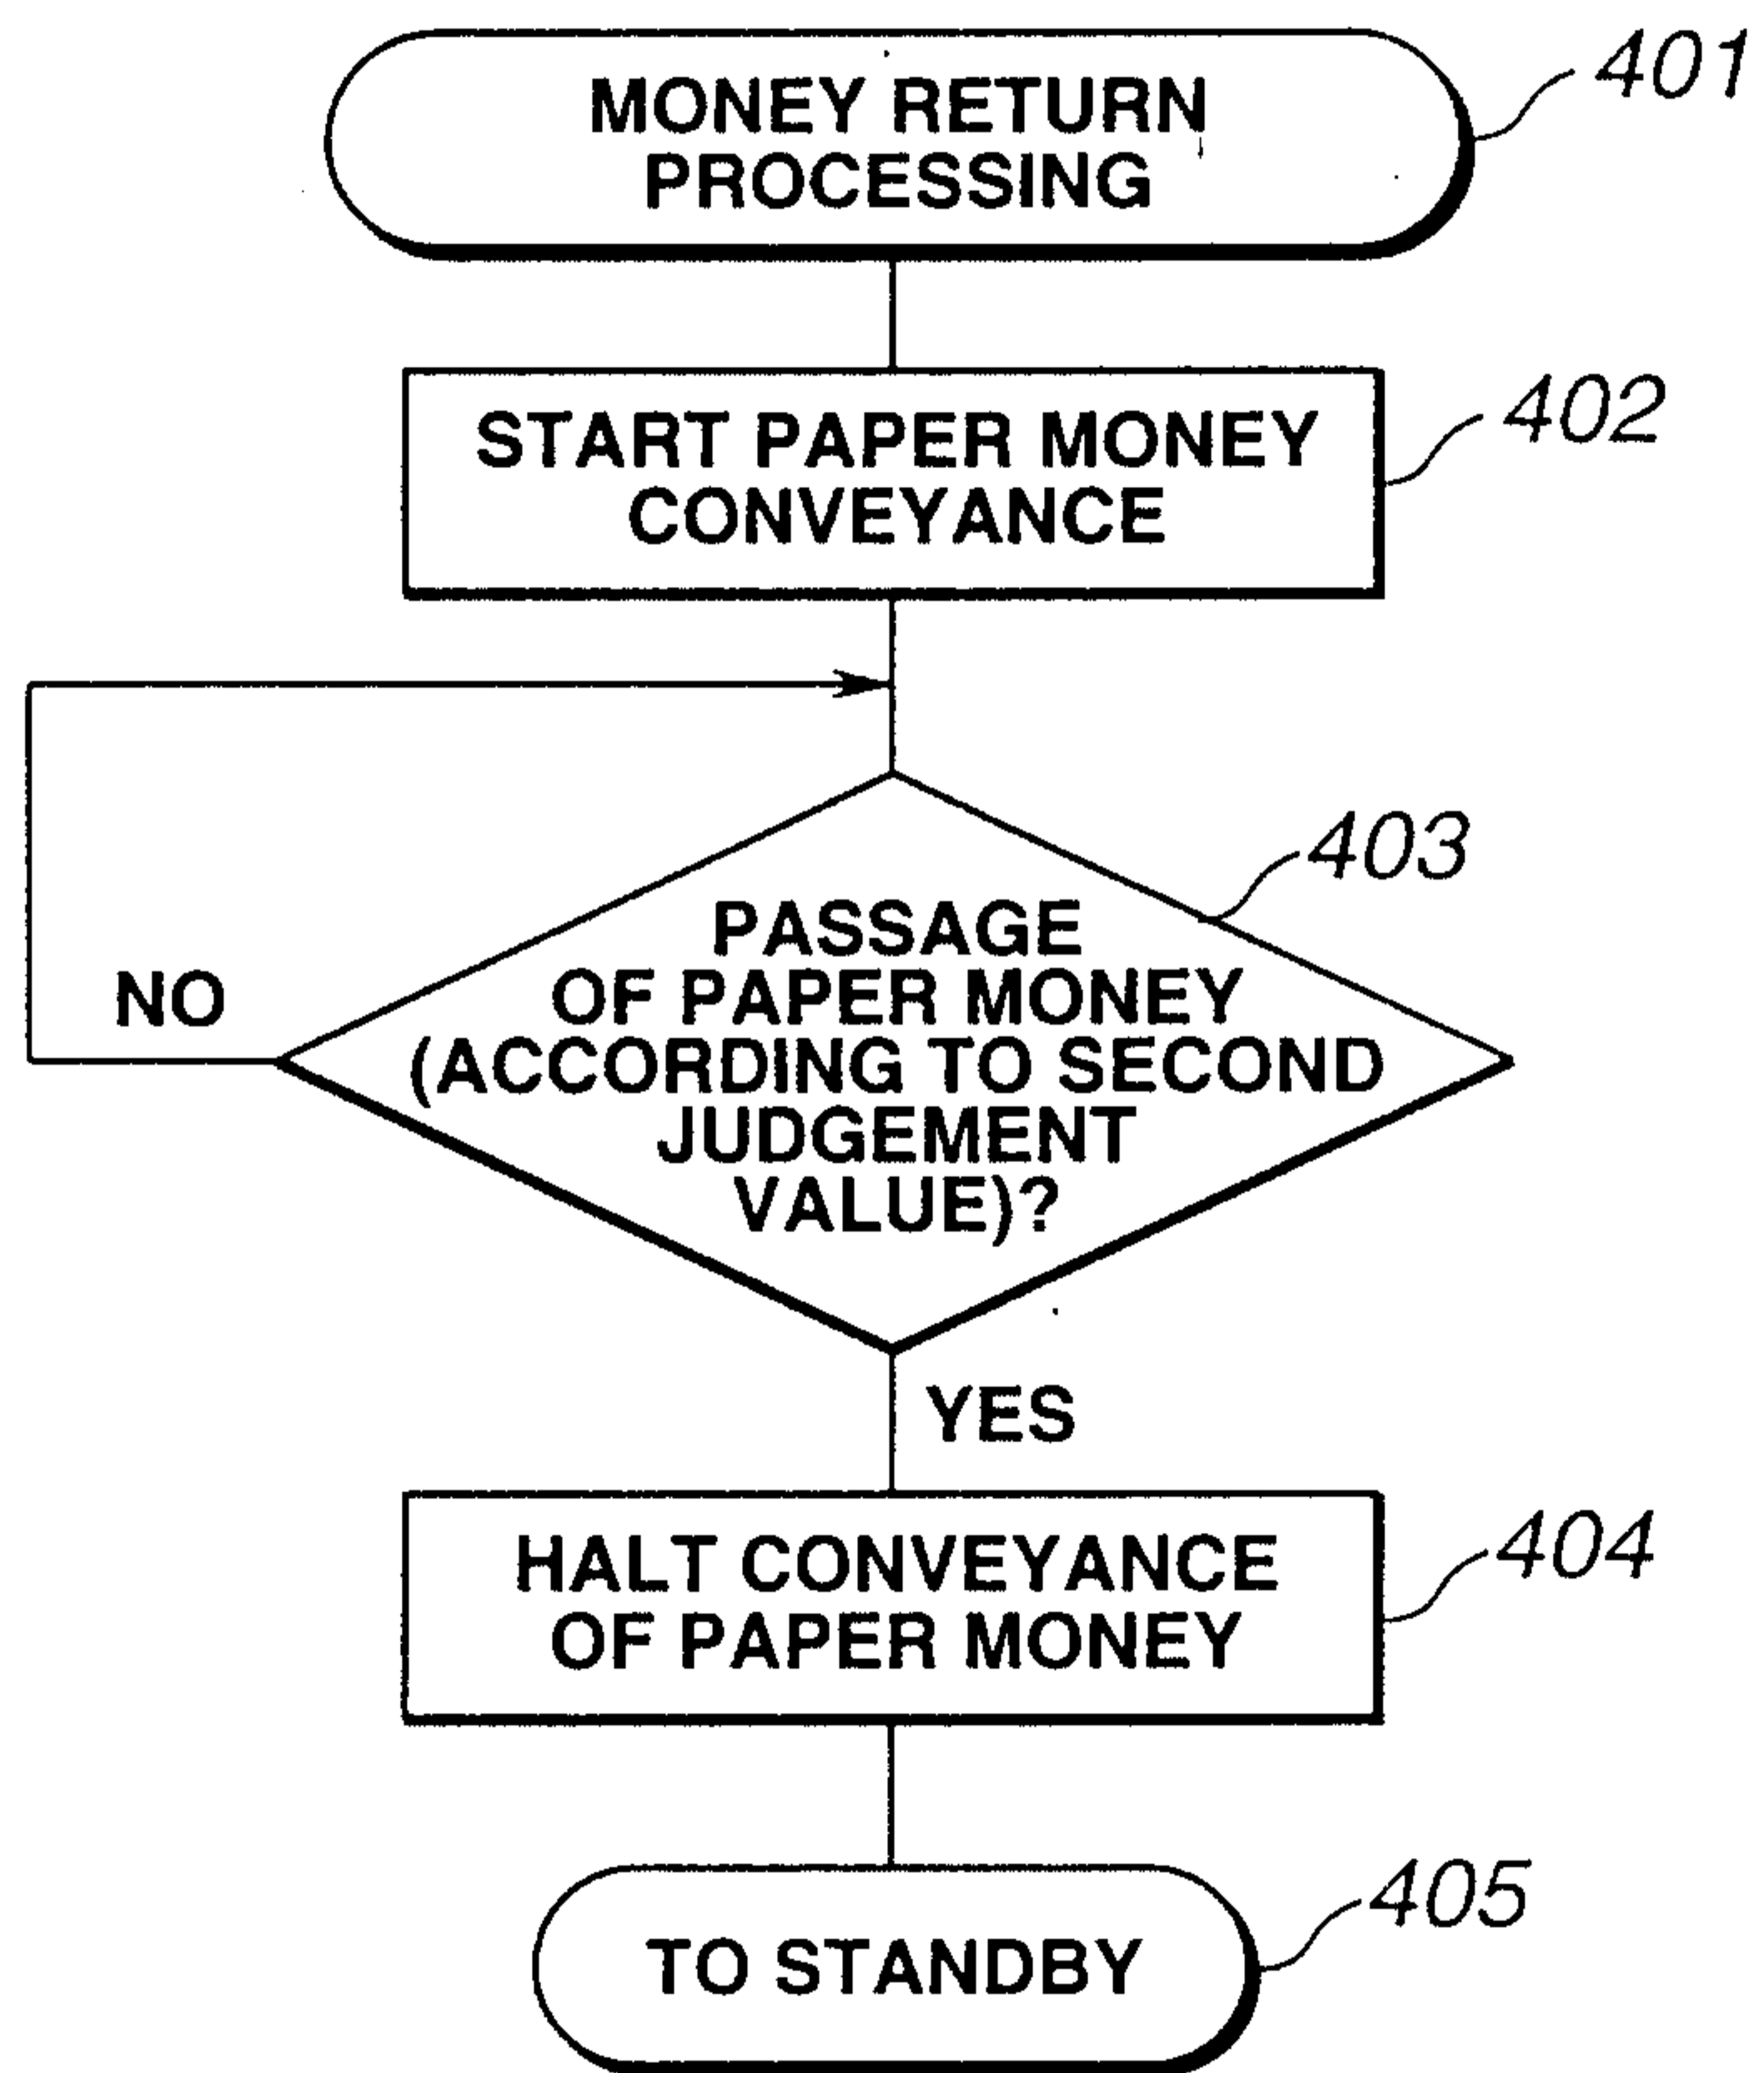 401
MONEY RETURN
PROCESSING
402
START PAPER MONEY
CONVEYANCE
403
PASSAGE
OF PAPER MONEY
(ACCORDING TO SECOND
JUDGEMENT
VALUE)?
NO
YES
404
HALT CONVEYANCE
OF PAPER MONEY
405
TO STANDBY